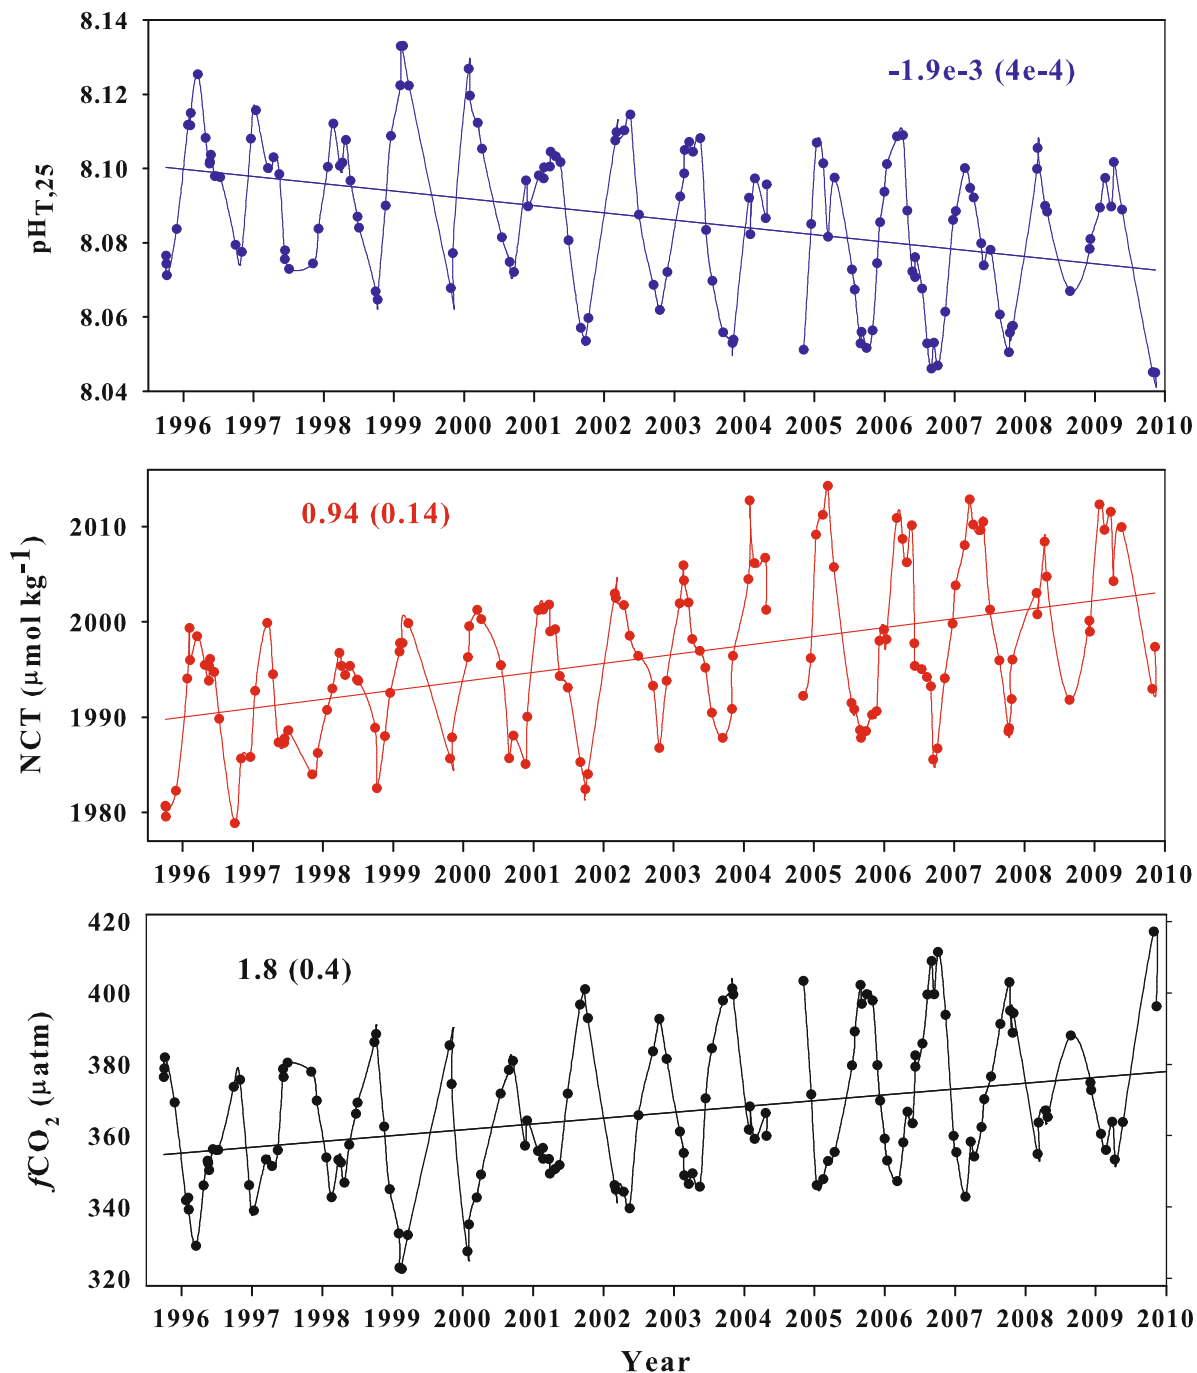 8.14
8.12
8.10
8.08
8.06
8.04
pHT,25
-1.9e-3 (4e-4)
1996 1997 1998 1999 2000 2001 2002 2003 2004 2005 2006 2007 2008 2009 2010
2010
2000
1990
1980
NCT (μmol kg-1)
0.94 (0.14)
1996 1997 1998 1999 2000 2001 2002 2003 2004 2005 2006 2007 2008 2009 2010
420
400
380
360
340
320
fCO2 (μatm)
1.8 (0.4)
1996 1997 1998 1999 2000 2001 2002 2003 2004 2005 2006 2007 2008 2009 2010
Year